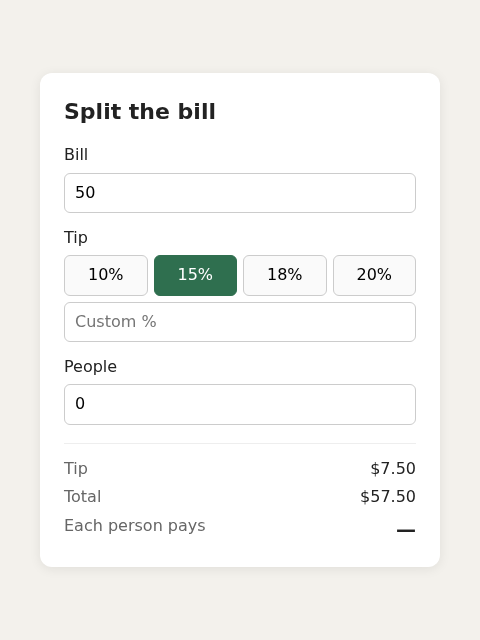 Split the bill
Bill
50
Tip
10% 15% 18% 20%
Custom %
People
0
Tip $7.50
Total $57.50
Each person pays —